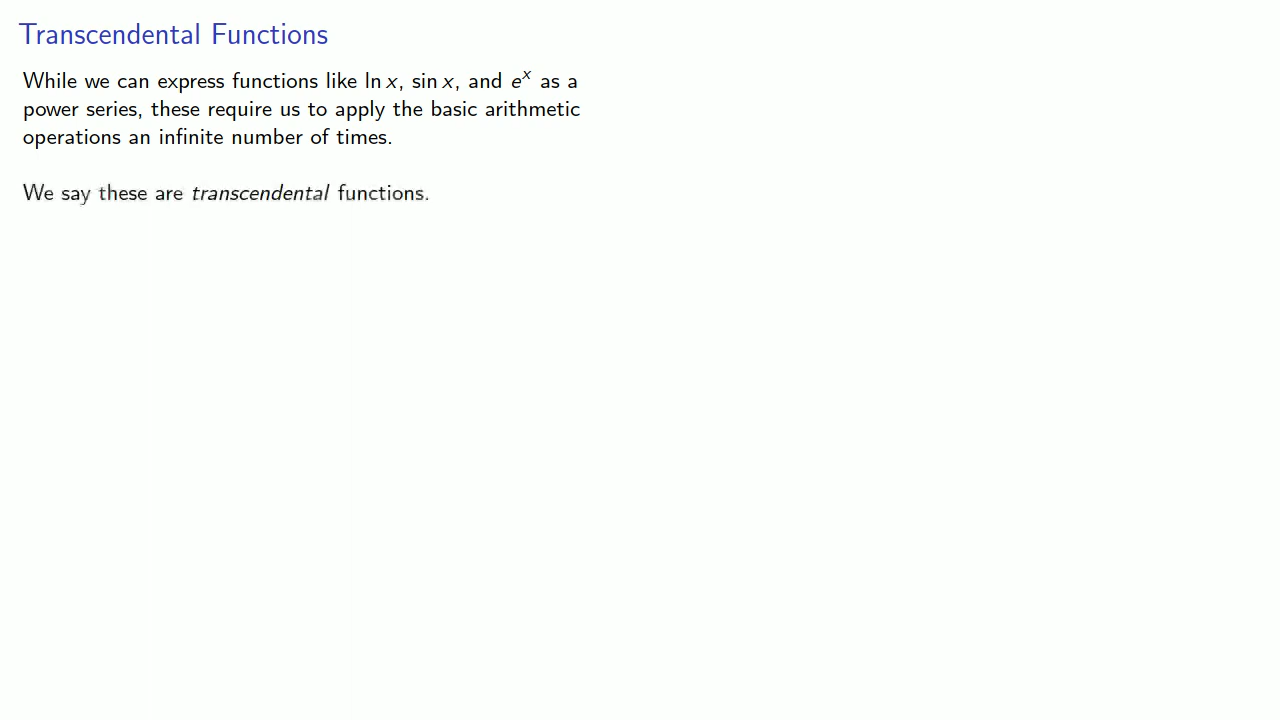 Transcendental Functions
While we can express functions like ln x, sin x, and eˣ as a
power series, these require us to apply the basic arithmetic
operations an infinite number of times.
We say these are transcendental functions.